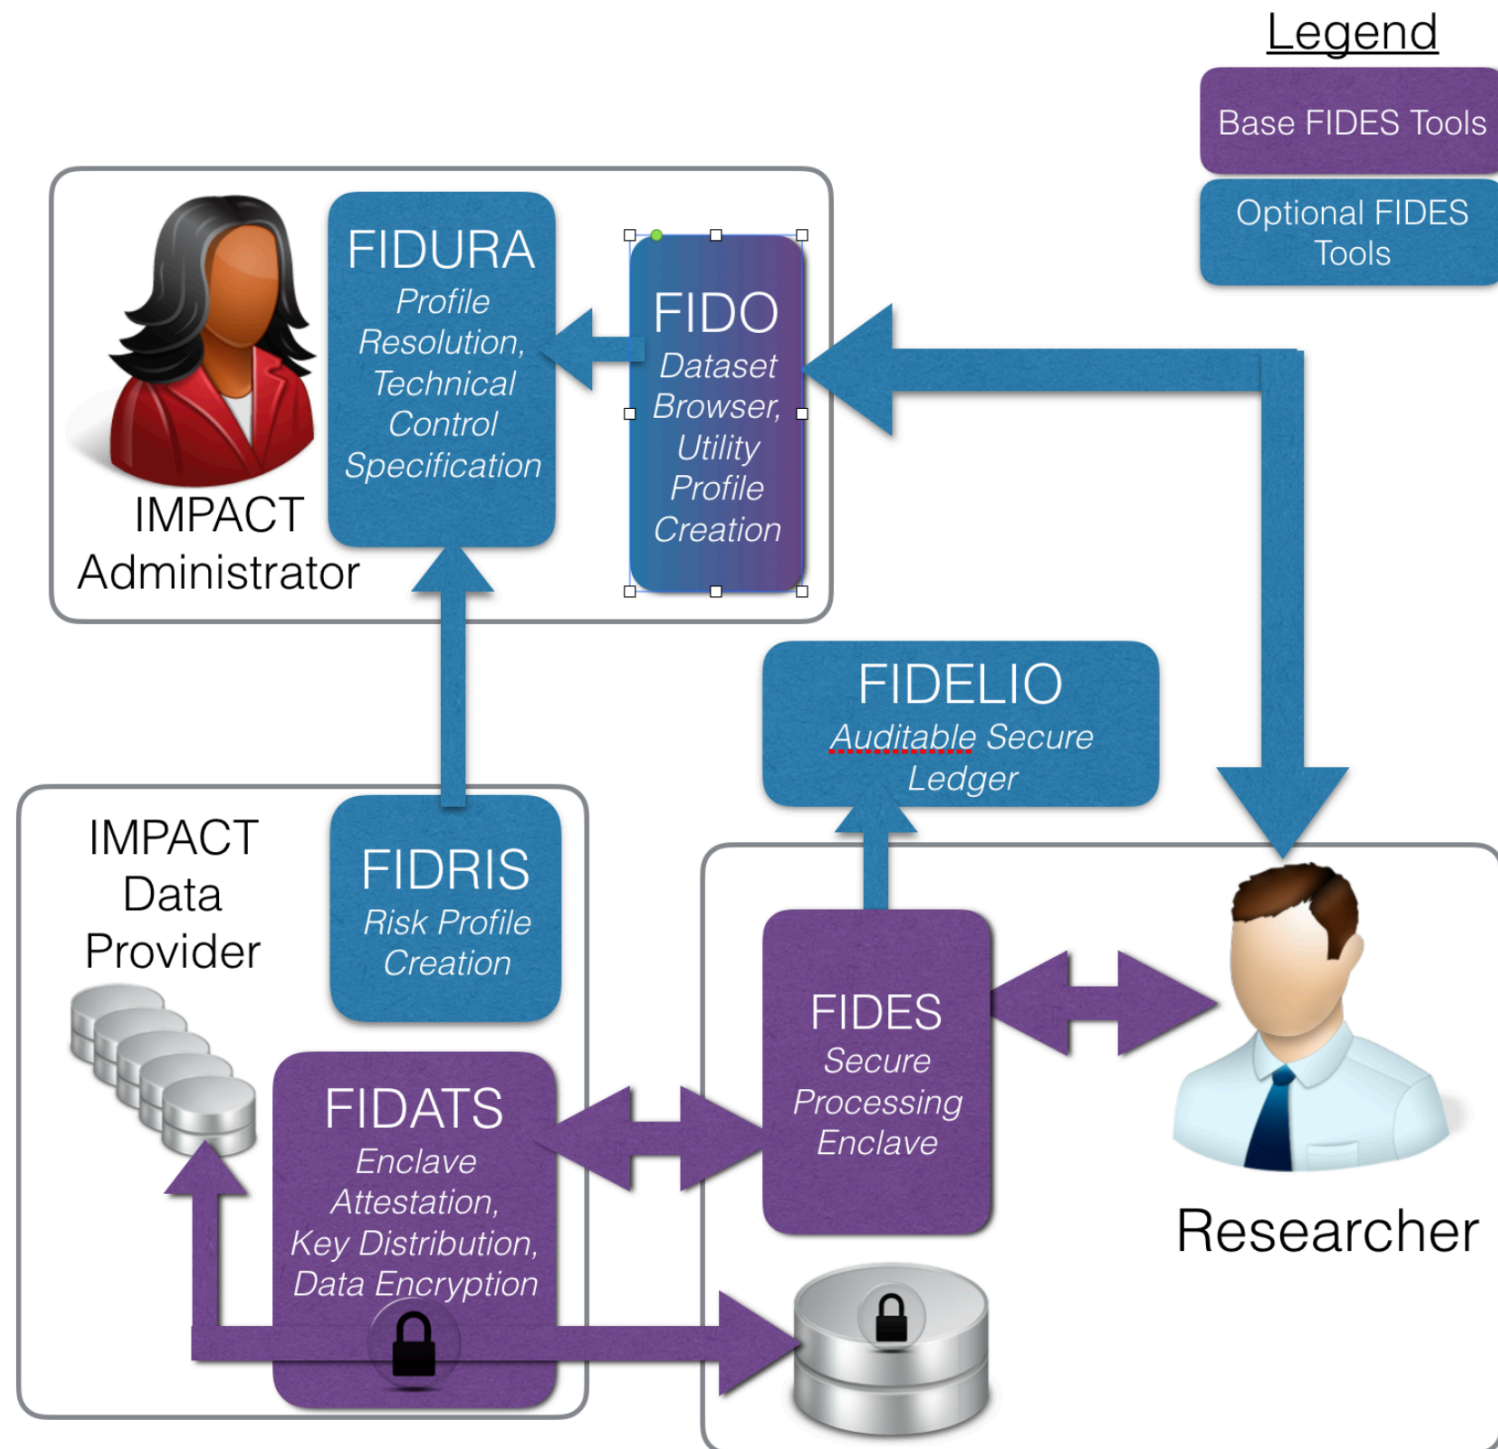 Legend
Base FIDES Tools
Optional FIDES
Tools
FIDURA
Profile
Resolution,
Technical
Control
Specification
FIDO
Dataset
Browser,
Utility
Profile
Creation
IMPACT
Administrator
FIDELIO
Auditable Secure
Ledger
IMPACT
Data
Provider
FIDRIS
Risk Profile
Creation
FIDES
Secure
Processing
Enclave
FIDATS
Enclave
Attestation,
Key Distribution,
Data Encryption
Researcher